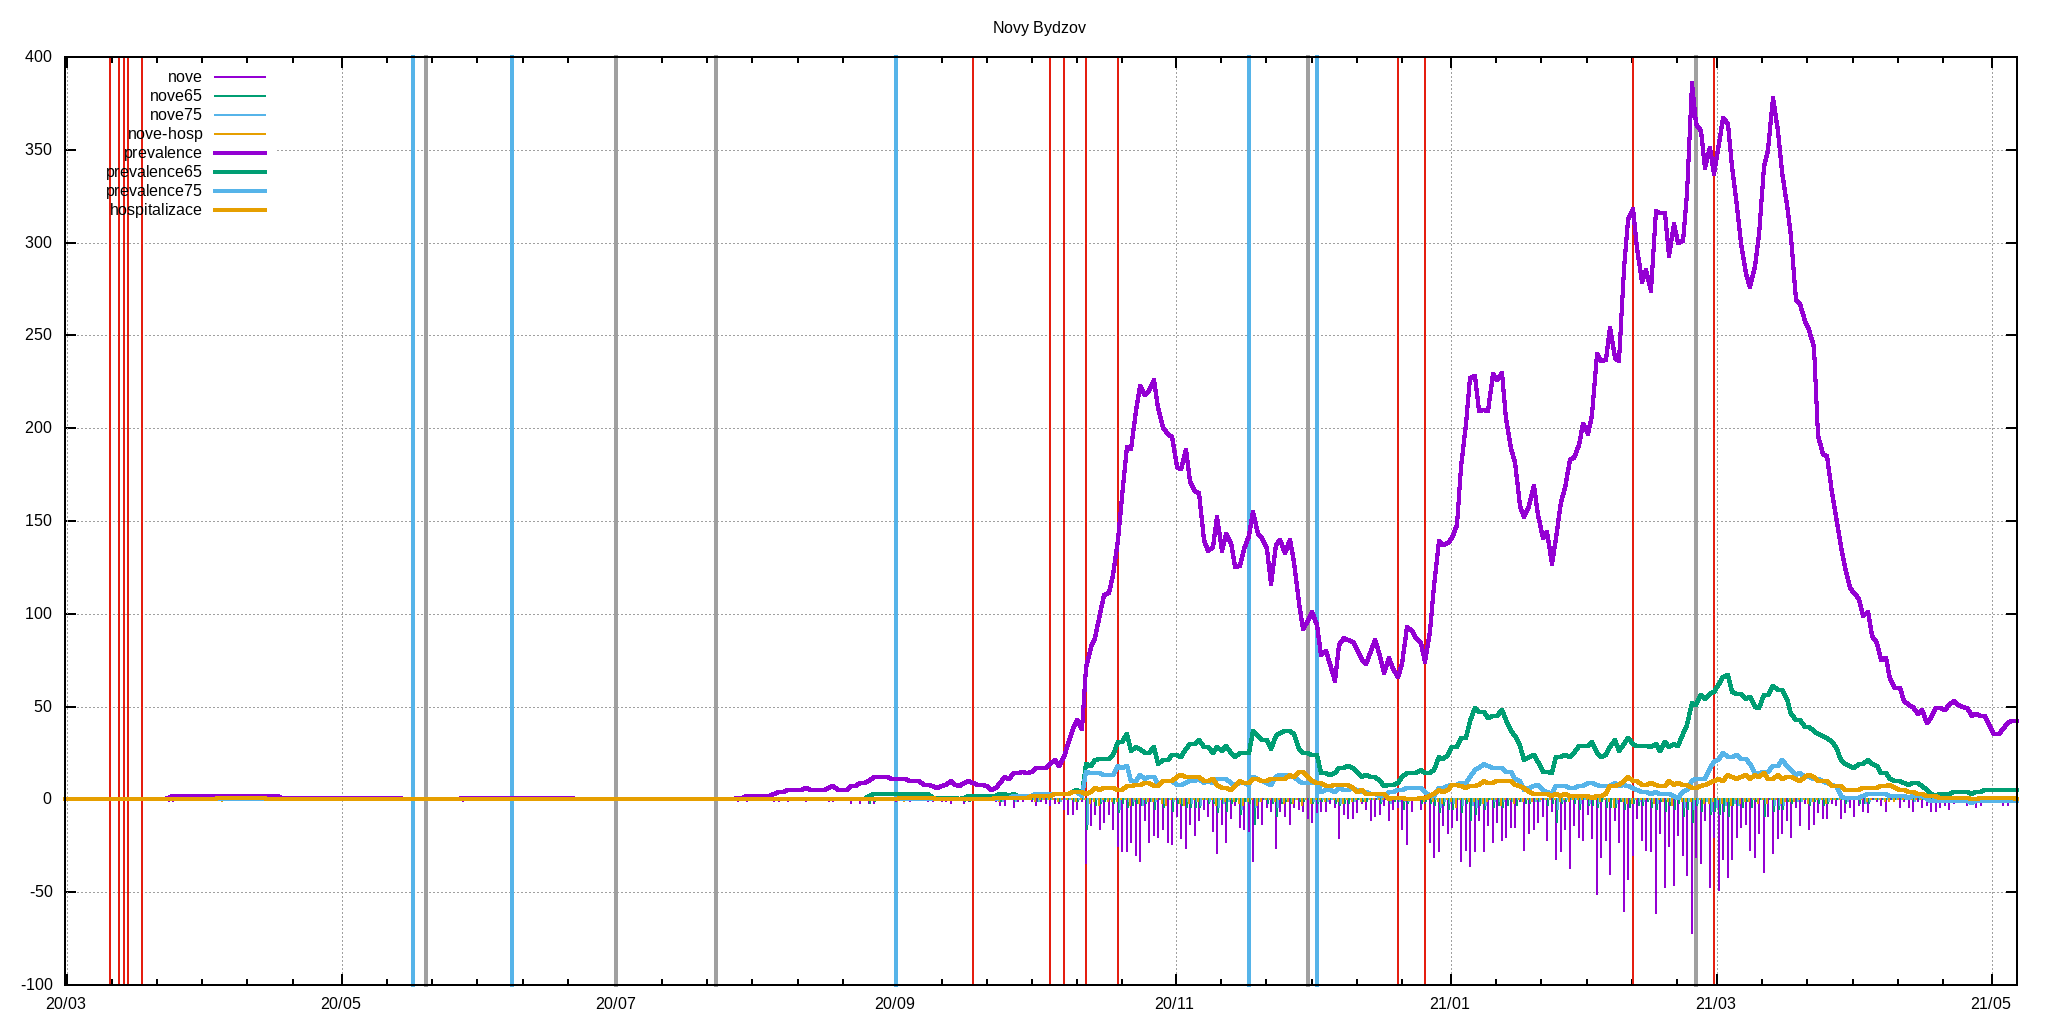 Novy Bydzov
400
350
300
250
200
150
100
50
0
-50
-100
nove
nove65
nove75
nove-hosp
prevalence
prevalence65
prevalence75
hospitalizace
20/03 20/05 20/07 20/09 20/11 21/01 21/03 21/05